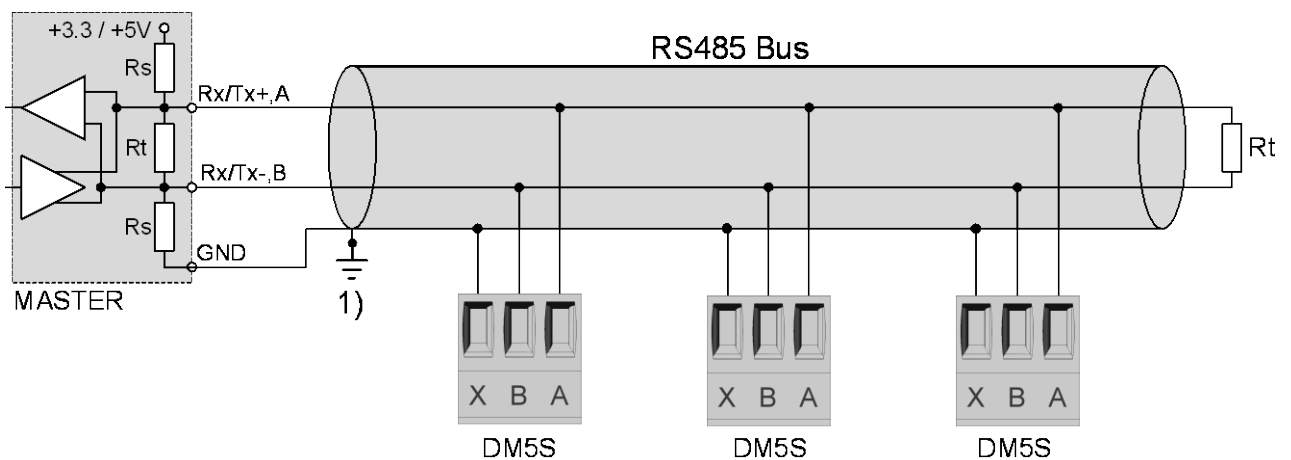 RS485 Bus
+3.3 / +5V
Rs
Rx/Tx+,A
Rt
Rt
Rx/Tx-,B
Rs
GND
MASTER
1)
X B A
X B A
X B A
DM5S
DM5S
DM5S